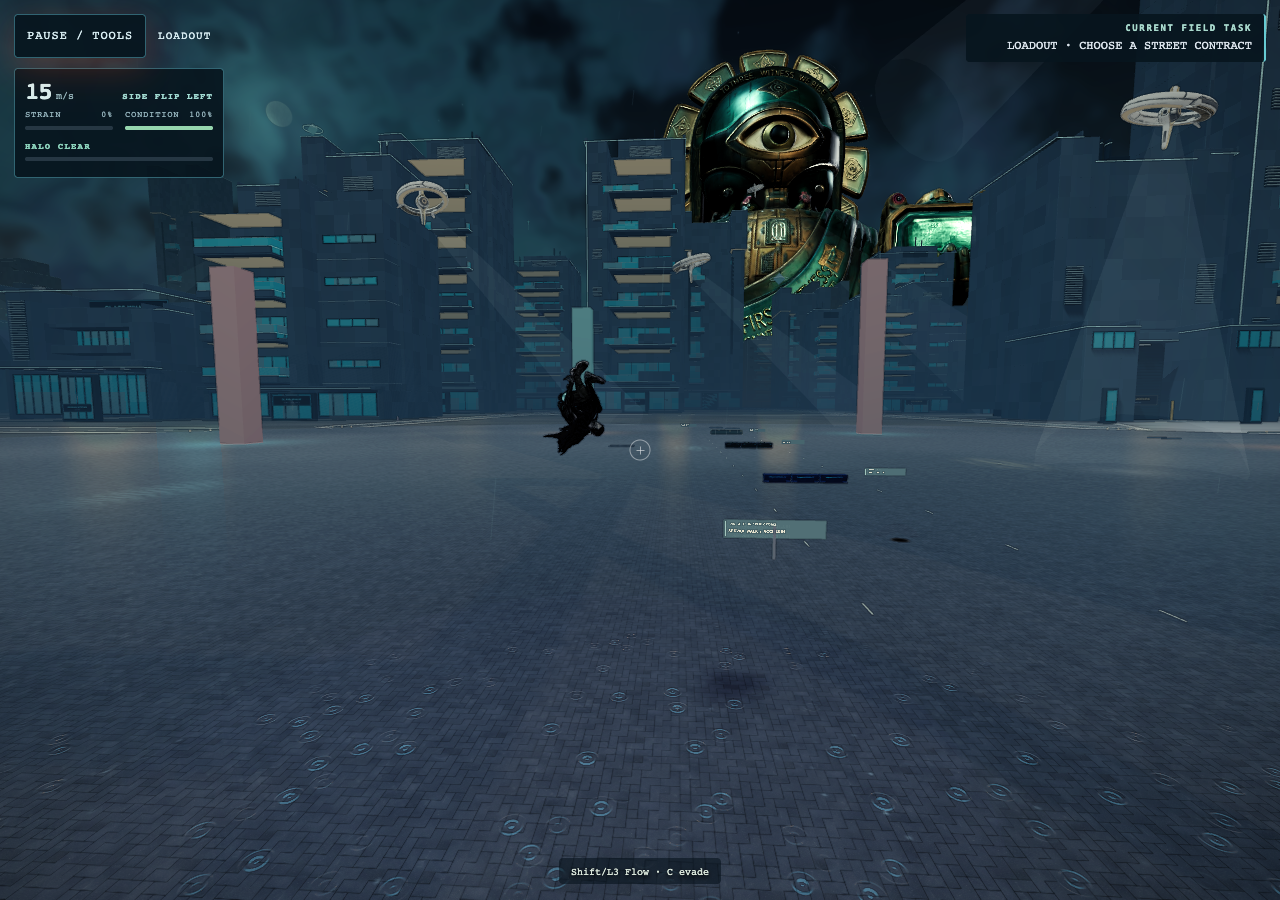 PAUSE / TOOLS
LOADOUT
CURRENT FIELD TASK
LOADOUT · CHOOSE A STREET CONTRACT
15 m/s
SIDE FLIP LEFT
STRAIN 0%
CONDITION 100%
HALO CLEAR
WITNESS
Shift/L3 Flow · C evade